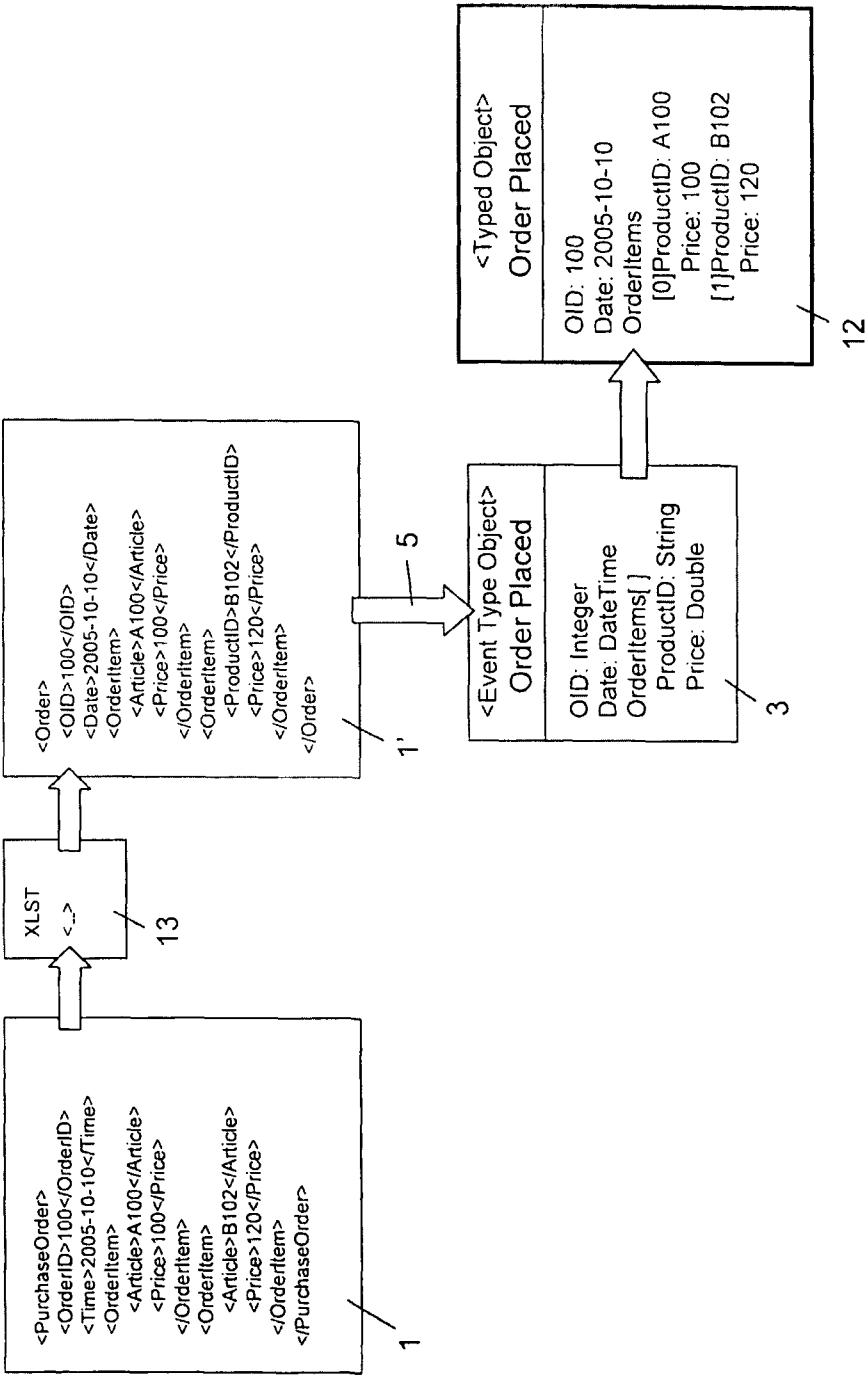 <PurchaseOrder>
<OrderID>100</OrderID>
<Time>2005-10-10</Time>
<OrderItem>
<Article>A100</Article>
<Price>100</Price>
</OrderItem>
<OrderItem>
<Article>B102</Article>
<Price>120</Price>
</OrderItem>
</PurchaseOrder>
1
XLST
<_>
13
<Order>
<OID>100</OID>
<Date>2005-10-10</Date>
<OrderItem>
<Article>A100</Article>
<Price>100</Price>
</OrderItem>
<OrderItem>
<ProductID>B102</ProductID>
<Price>120</Price>
</OrderItem>
</Order>
1'
5
<Event Type Object>
Order Placed
OID: Integer
Date: DateTime
OrderItems[ ]
ProductID: String
Price: Double
3
<Typed Object>
Order Placed
OID: 100
Date: 2005-10-10
OrderItems
[0]ProductID: A100
Price: 100
[1]ProductID: B102
Price: 120
12